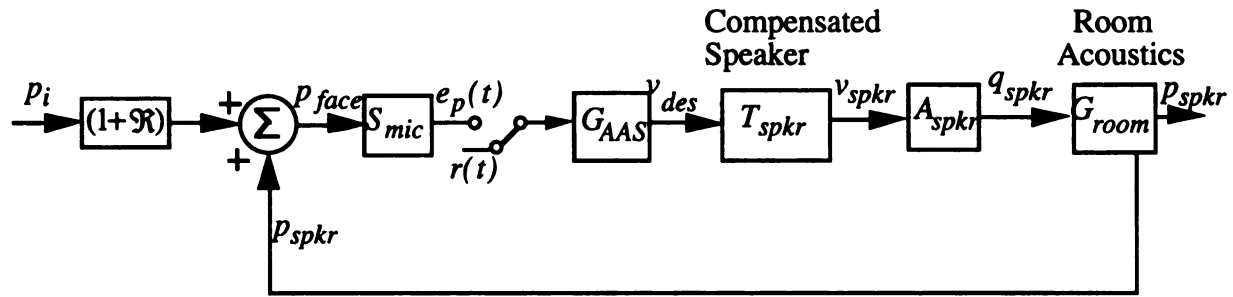 Compensated
Speaker
Room
Acoustics
p_i
(1+ℜ)
+
+
Σ
p_face
S_mic
e_p(t)
r(t)
G_AAS
v_des
T_spkr
v_spkr
A_spkr
q_spkr
G_room
p_spkr
p_spkr